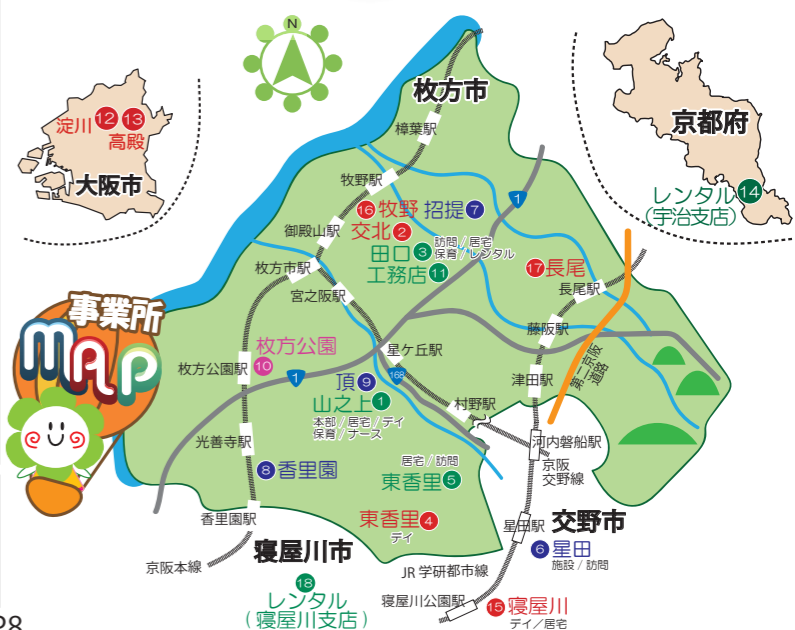 N
枚方市
樟葉駅
淀川 12 13
高殿
大阪市
京都府
レンタル 14
(宇治支店)
牧野駅
1
16 牧野 招提 7
御殿山駅
交北 2
訪問 / 居宅
田口 3 保育 / レンタル
工務店 11
枚方市駅
17 長尾
長尾駅
宮之阪駅
事業所
MAP
藤阪駅
枚方公園
枚方公園駅
10
1
星ケ丘駅
168
頂 9
津田駅
第二京阪
道路
山之上 1
村野駅
本部 / 居宅 / デイ
保育 / ナース
光善寺駅
河内磐船駅
居宅 / 訪問
京阪
交野線
8 香里園
東香里 5
香里園駅
東香里 4
デイ
星田駅
交野市
寝屋川市
6 星田
施設 / 訪問
京阪本線
JR 学研都市線
18
レンタル
(寝屋川支店)
寝屋川公園駅
15 寝屋川
デイ / 居宅
28